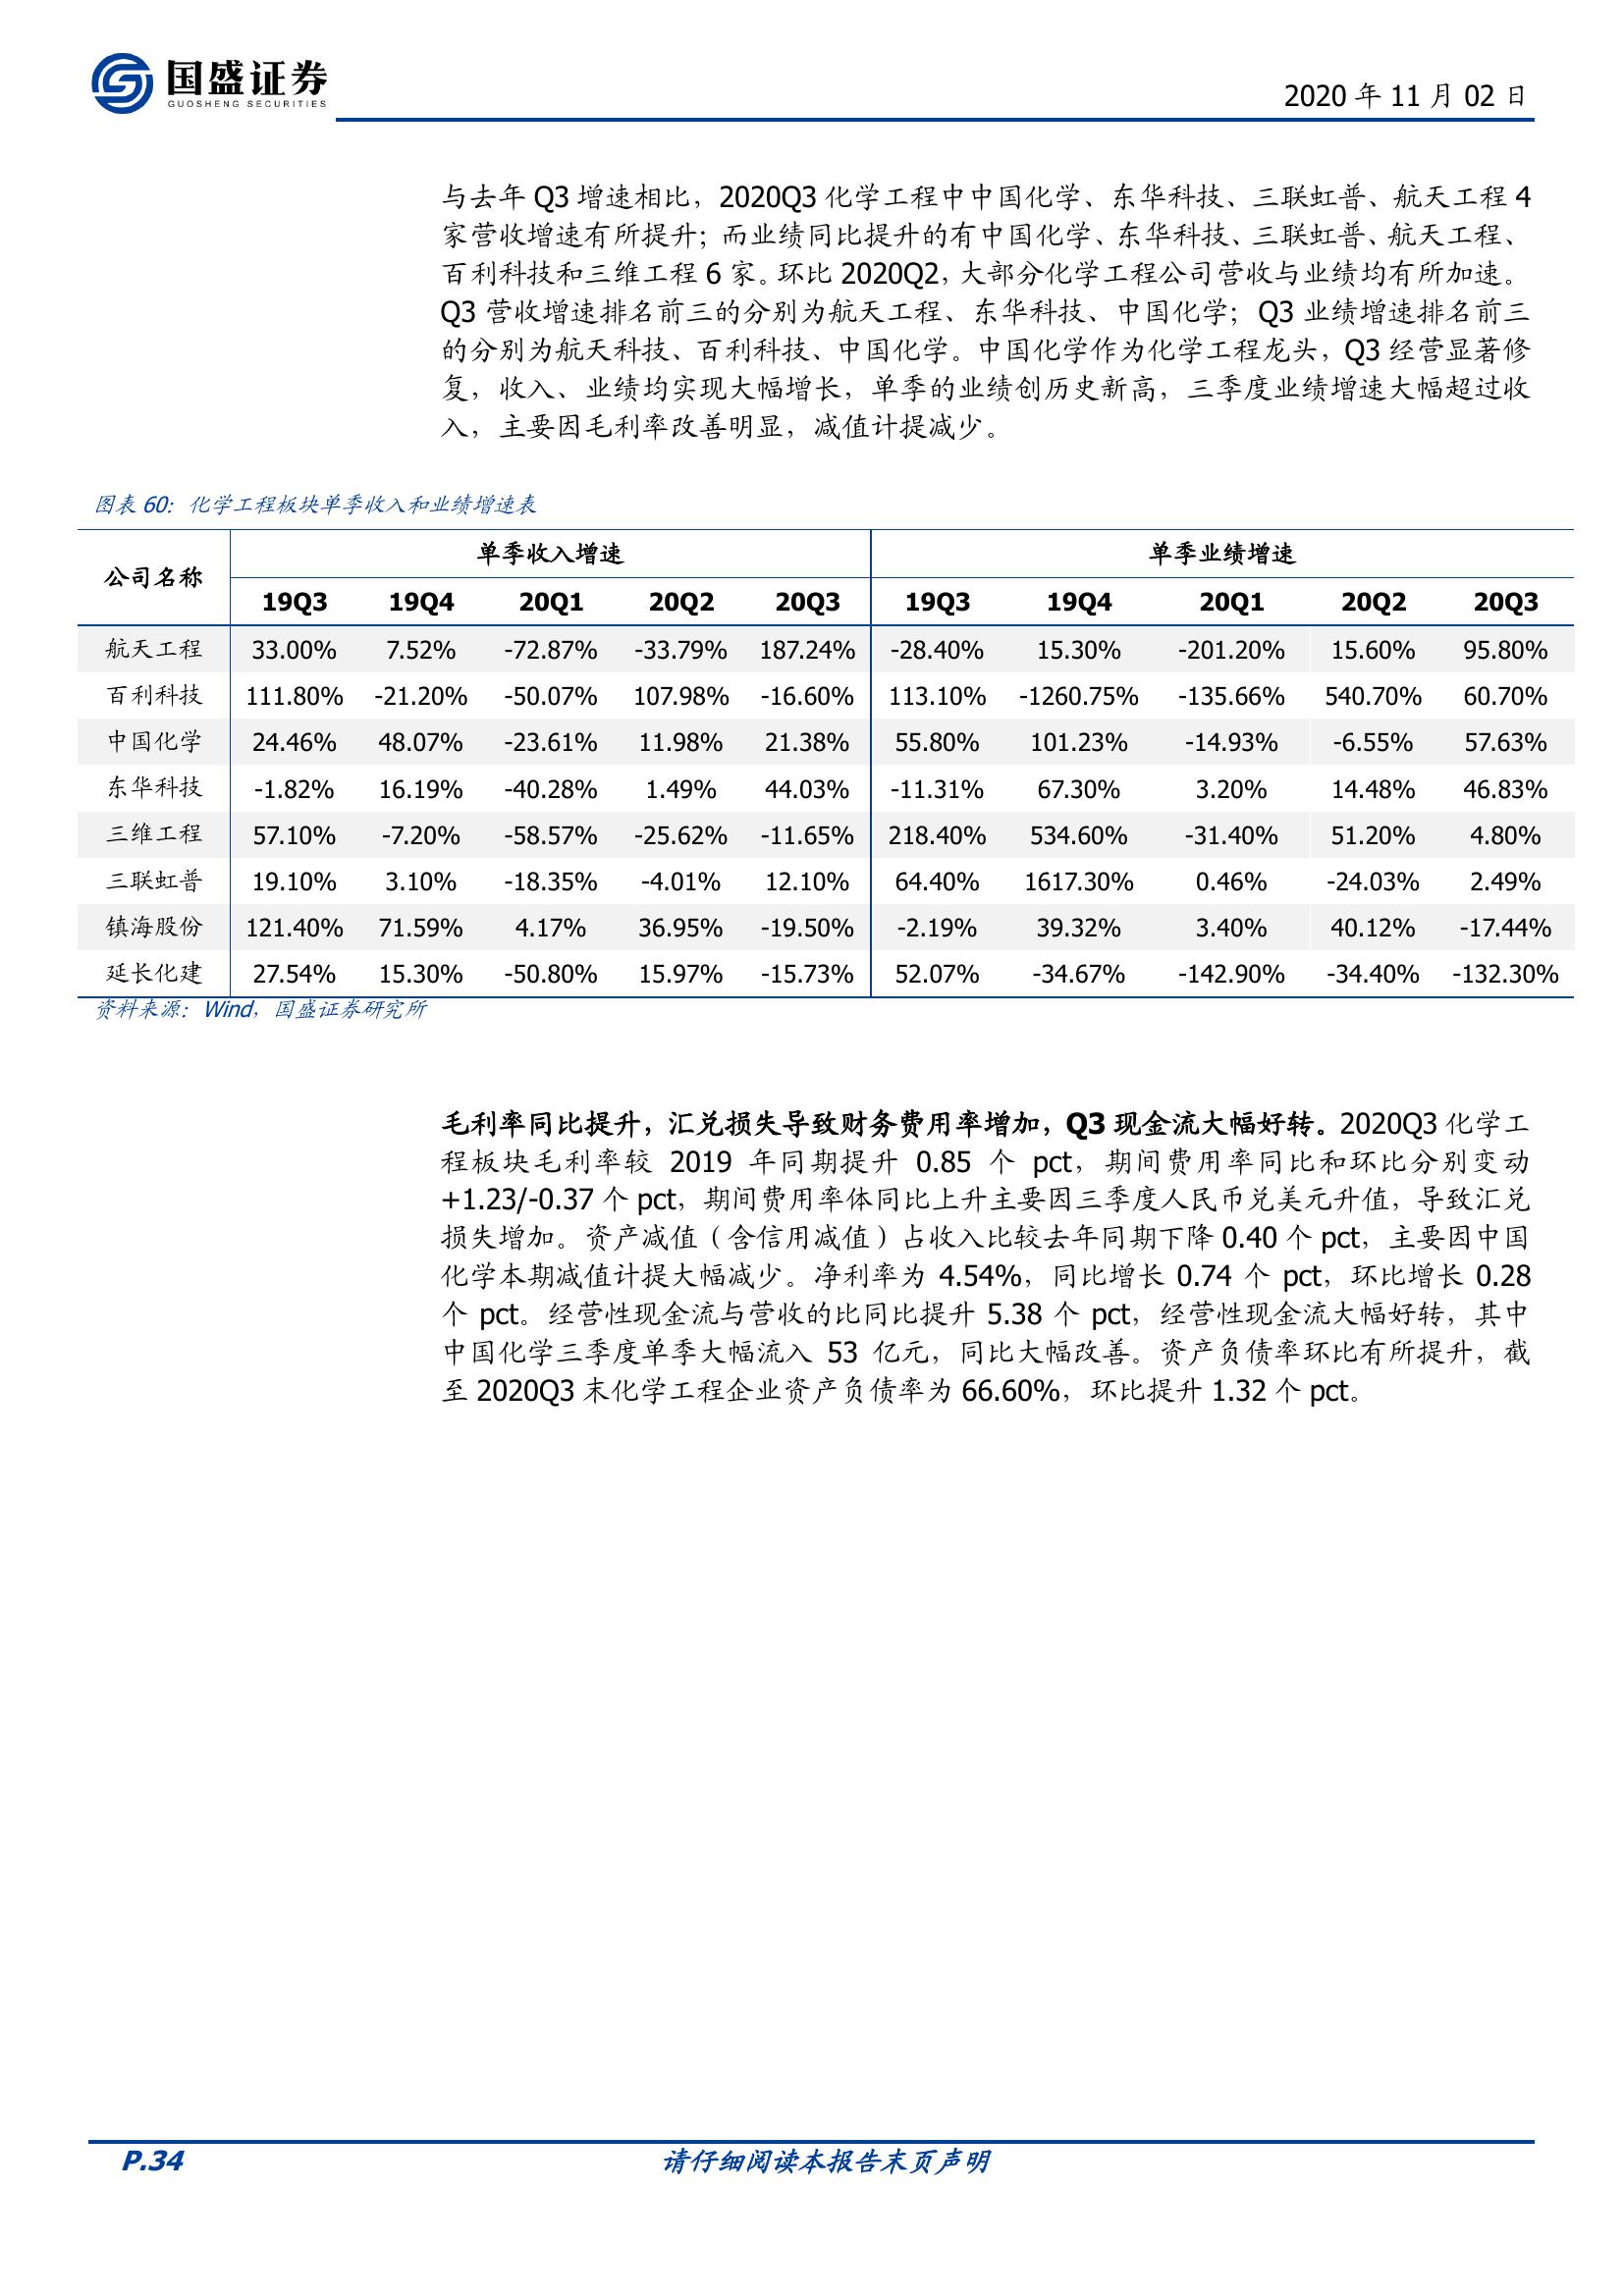 国盛证券
GUOSHENG SECURITIES
2020 年 11 月 02 日
与去年 Q3 增速相比，2020Q3 化学工程中中国化学、东华科技、三联虹普、航天工程 4
家营收增速有所提升；而业绩同比提升的有中国化学、东华科技、三联虹普、航天工程、
百利科技和三维工程 6 家。环比 2020Q2，大部分化学工程公司营收与业绩均有所加速。
Q3 营收增速排名前三的分别为航天工程、东华科技、中国化学；Q3 业绩增速排名前三
的分别为航天科技、百利科技、中国化学。中国化学作为化学工程龙头，Q3 经营显著修
复，收入、业绩均实现大幅增长，单季的业绩创历史新高，三季度业绩增速大幅超过收
入，主要因毛利率改善明显，减值计提减少。
图表 60：化学工程板块单季收入和业绩增速表
公司名称 单季收入增速 单季业绩增速
19Q3 19Q4 20Q1 20Q2 20Q3 19Q3 19Q4 20Q1 20Q2 20Q3
航天工程 33.00% 7.52% -72.87% -33.79% 187.24% -28.40% 15.30% -201.20% 15.60% 95.80%
百利科技 111.80% -21.20% -50.07% 107.98% -16.60% 113.10% -1260.75% -135.66% 540.70% 60.70%
中国化学 24.46% 48.07% -23.61% 11.98% 21.38% 55.80% 101.23% -14.93% -6.55% 57.63%
东华科技 -1.82% 16.19% -40.28% 1.49% 44.03% -11.31% 67.30% 3.20% 14.48% 46.83%
三维工程 57.10% -7.20% -58.57% -25.62% -11.65% 218.40% 534.60% -31.40% 51.20% 4.80%
三联虹普 19.10% 3.10% -18.35% -4.01% 12.10% 64.40% 1617.30% 0.46% -24.03% 2.49%
镇海股份 121.40% 71.59% 4.17% 36.95% -19.50% -2.19% 39.32% 3.40% 40.12% -17.44%
延长化建 27.54% 15.30% -50.80% 15.97% -15.73% 52.07% -34.67% -142.90% -34.40% -132.30%
资料来源：Wind，国盛证券研究所
毛利率同比提升，汇兑损失导致财务费用率增加，Q3 现金流大幅好转。2020Q3 化学工
程板块毛利率较 2019 年同期提升 0.85 个 pct，期间费用率同比和环比分别变动
+1.23/-0.37 个 pct，期间费用率体同比上升主要因三季度人民币兑美元升值，导致汇兑
损失增加。资产减值（含信用减值）占收入比较去年同期下降 0.40 个 pct，主要因中国
化学本期减值计提大幅减少。净利率为 4.54%，同比增长 0.74 个 pct，环比增长 0.28
个 pct。经营性现金流与营收的比同比提升 5.38 个 pct，经营性现金流大幅好转，其中
中国化学三季度单季大幅流入 53 亿元，同比大幅改善。资产负债率环比有所提升，截
至 2020Q3 末化学工程企业资产负债率为 66.60%，环比提升 1.32 个 pct。
P.34
请仔细阅读本报告末页声明